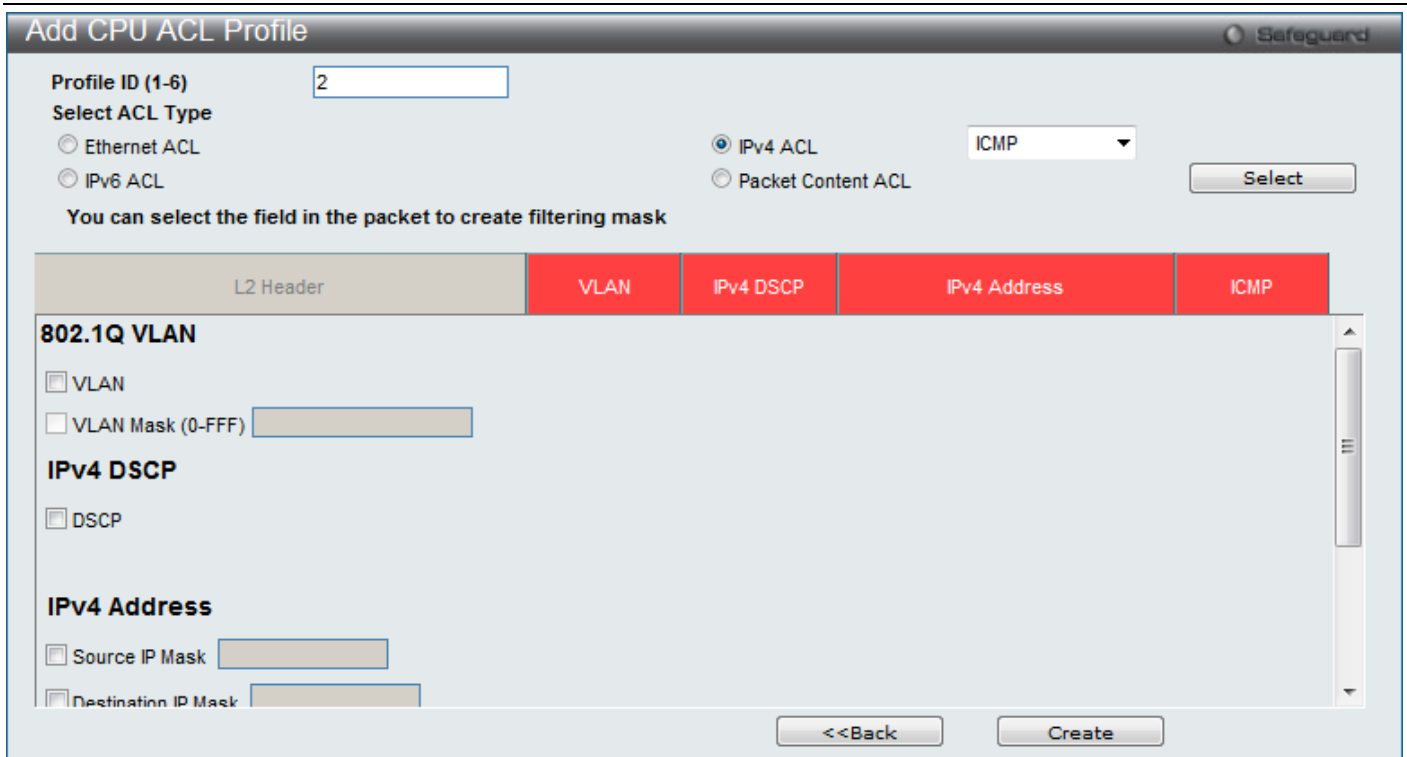 Add CPU ACL Profile
Safeguard
Profile ID (1-6) 2
Select ACL Type
Ethernet ACL IPv4 ACL ICMP
IPv6 ACL Packet Content ACL Select
You can select the field in the packet to create filtering mask
L2 Header VLAN IPv4 DSCP IPv4 Address ICMP
802.1Q VLAN
VLAN
VLAN Mask (0-FFF)
IPv4 DSCP
DSCP
IPv4 Address
Source IP Mask
Destination IP Mask
<<Back Create